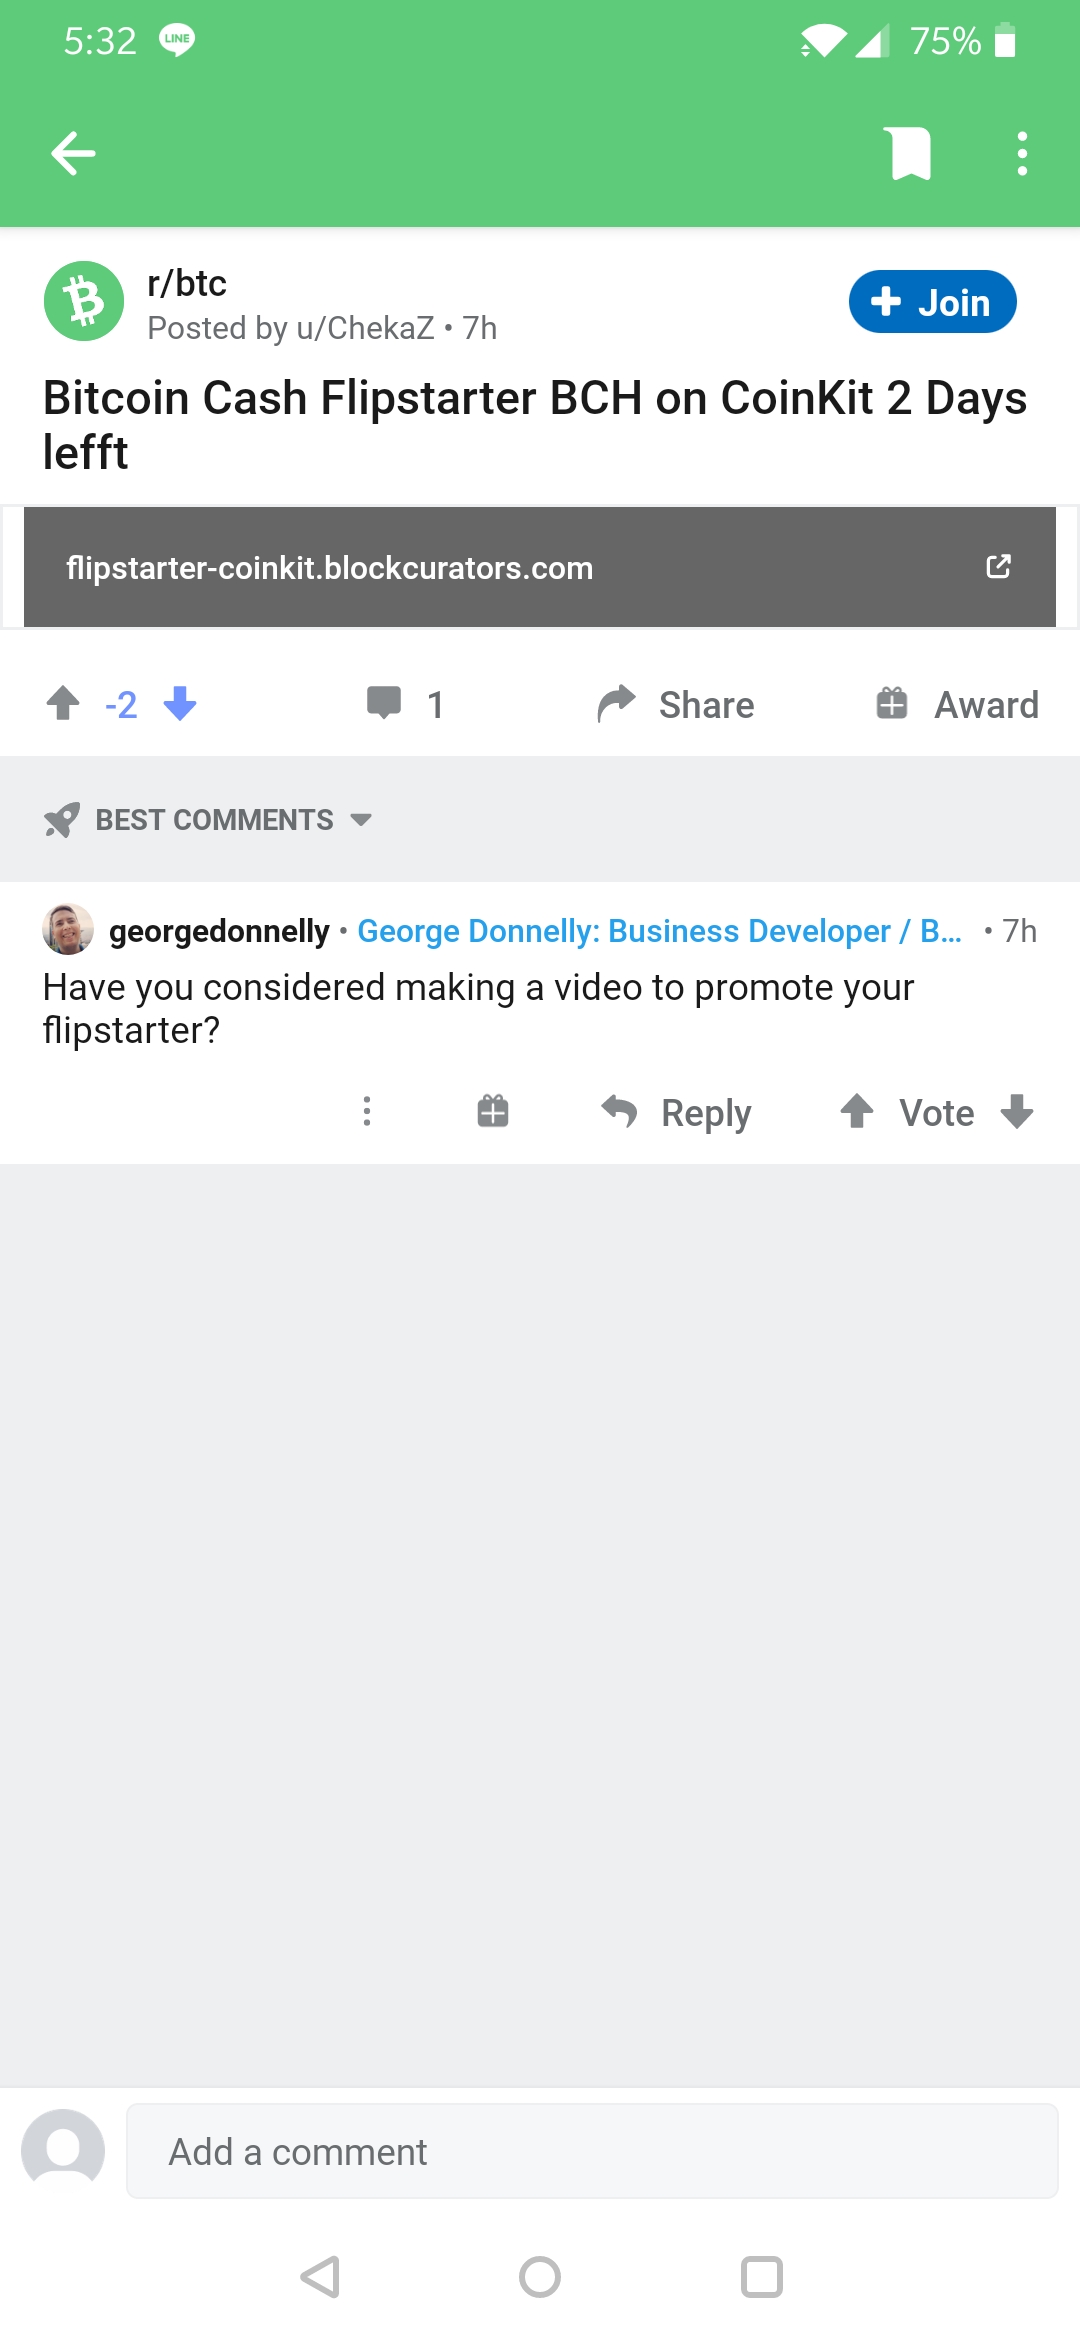 5:32 LINE 75%
r/btc
Posted by u/ChekaZ • 7h
Join
Bitcoin Cash Flipstarter BCH on CoinKit 2 Days
lefft
flipstarter-coinkit.blockcurators.com
-2 1 Share Award
BEST COMMENTS
georgedonnelly • George Donnelly: Business Developer / B... • 7h
Have you considered making a video to promote your
flipstarter?
Reply Vote
Add a comment